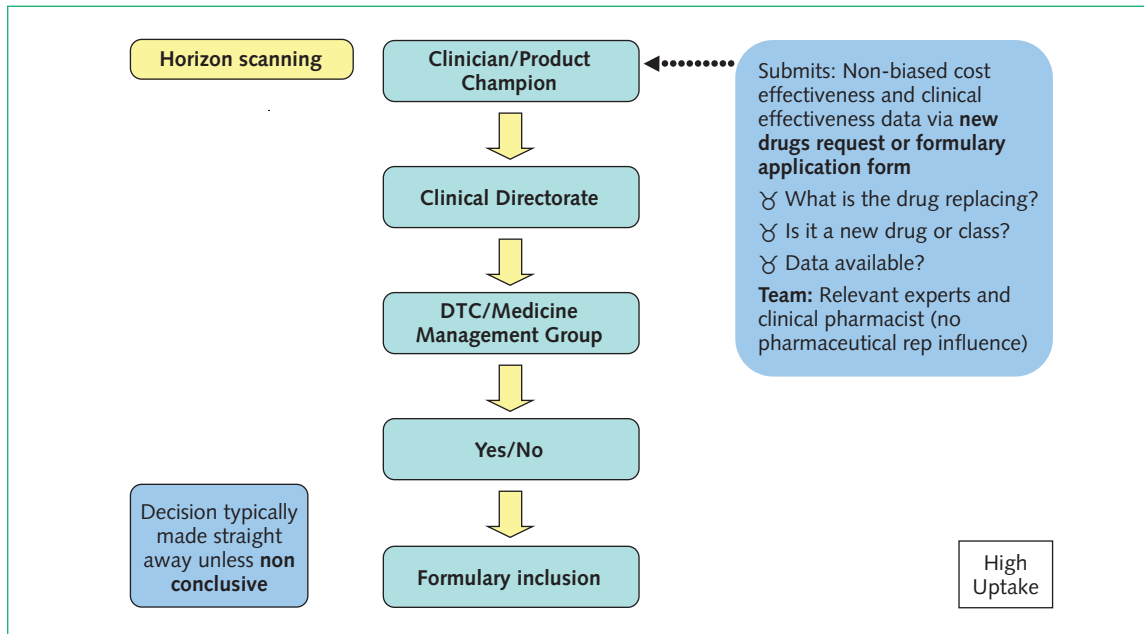 Horizon scanning
Clinician/Product
Champion
Submits: Non-biased cost
effectiveness and clinical
effectiveness data via new
drugs request or formulary
application form
♉ What is the drug replacing?
♉ Is it a new drug or class?
♉ Data available?
Team: Relevant experts and
clinical pharmacist (no
pharmaceutical rep influence)
Clinical Directorate
DTC/Medicine
Management Group
Yes/No
Decision typically
made straight
away unless non
conclusive
Formulary inclusion
High
Uptake